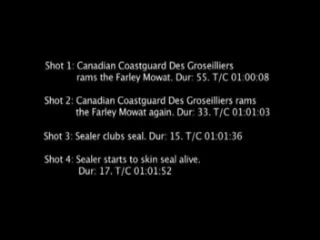 Shot 1: Canadian Coastguard Des Groseilliers
rams the Farley Mowat. Dur: 55. T/C 01:00:08
Shot 2: Canadian Coastguard Des Groseilliers rams
the Farley Mowat again. Dur: 33. T/C 01:01:03
Shot 3: Sealer clubs seal. Dur: 15. T/C 01:01:36
Shot 4: Sealer starts to skin seal alive.
Dur: 17. T/C 01:01:52